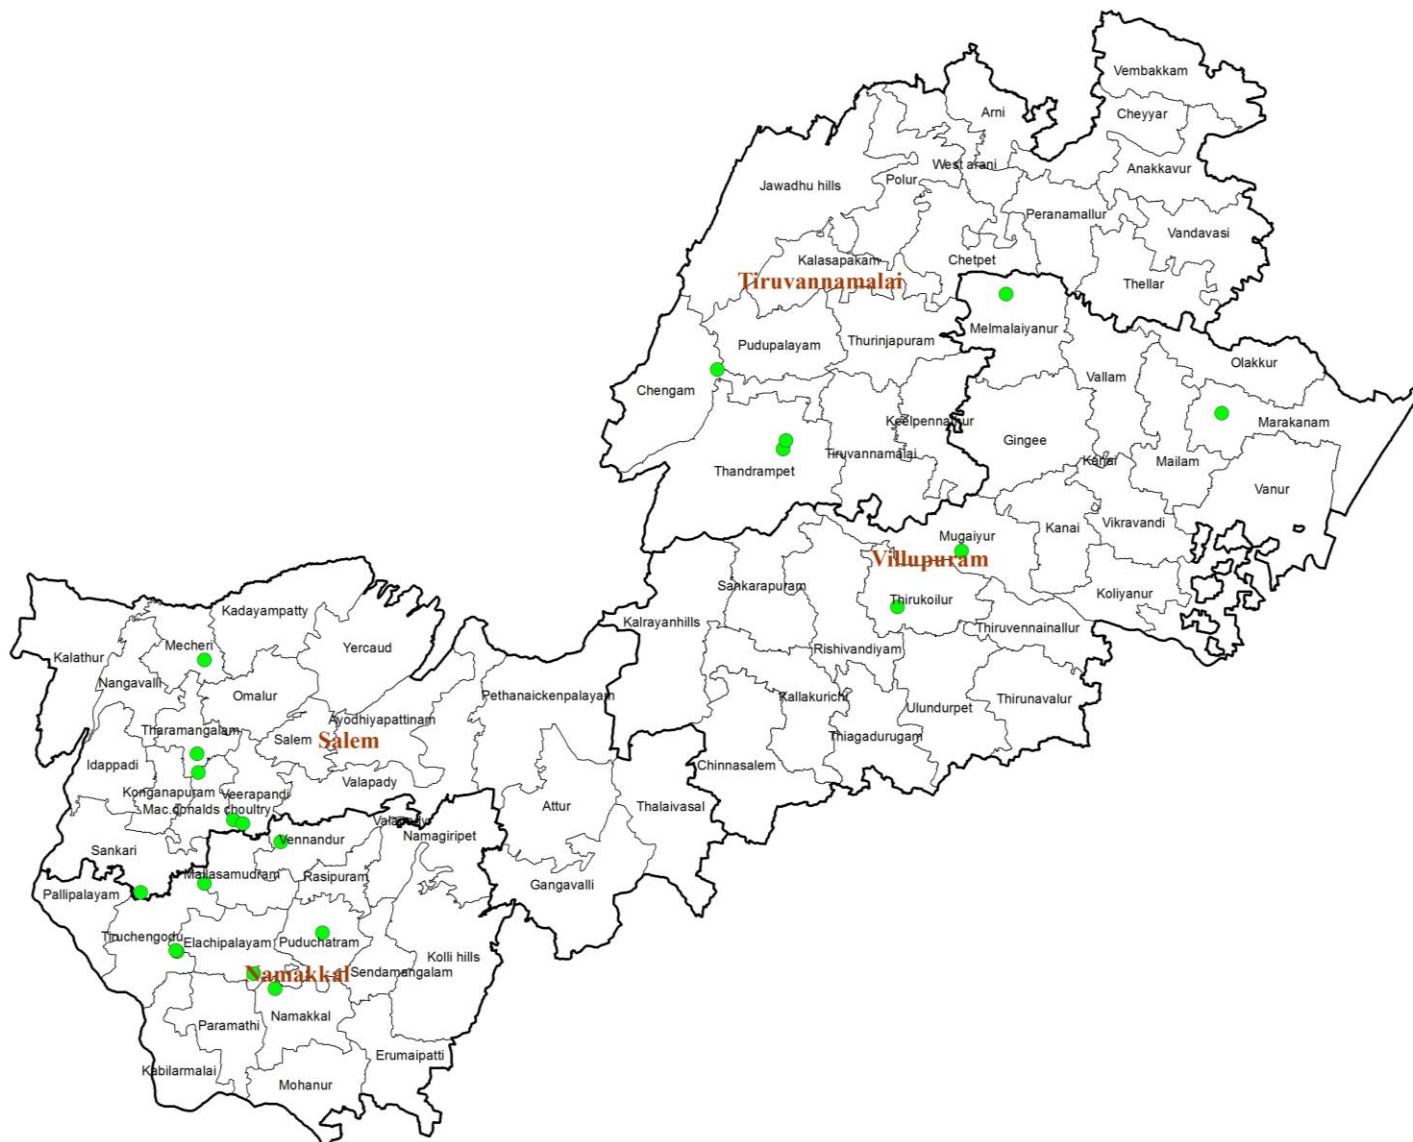 Vembakkam
Arni
Cheyyar
West arani
Anakkavur
Polur
Jawadhu hills
Peranamallur
Vandavasi
Kalasapakam
Chetpet
Tiruvannamalai
Thellar
Melmalaiyanur
Pudupalayam
Thurinjapuram
Olakkur
Vallam
Chengam
Keelpennathur
Marakanam
Gingee
Tiruvannamalai
Kanai
Mailam
Thandrampet
Vanur
Vikravandi
Kanai
Mugaiyur
Villupuram
Sankarapuram
Koliyanur
Thirukoilur
Kadayampatty
Kalrayanhills
Thiruvennainallur
Mecheri
Yercaud
Rishivandiyam
Kalathur
Nangavalli
Omalur
Pethanaickenpalayam
Kallakurichi
Thirunavalur
Ulundurpet
Ayodhiyapattinam
Tharamangalam
Salem
Salem
Thiagadurugam
Idappadi
Chinnasalem
Valapady
Konganapuram
Veerapandi
Attur
Thalaivasal
Mac.donalds choultry
Valapady
Vennandur
Namagiripet
Sankari
Mallasamudram
Rasipuram
Gangavalli
Pallipalayam
Tiruchengodu
Elachipalayam
Puduchatram
Kolli hills
Namakkal
Sendamangalam
Namakkal
Paramathi
Erumaipatti
Kabilarmalai
Mohanur